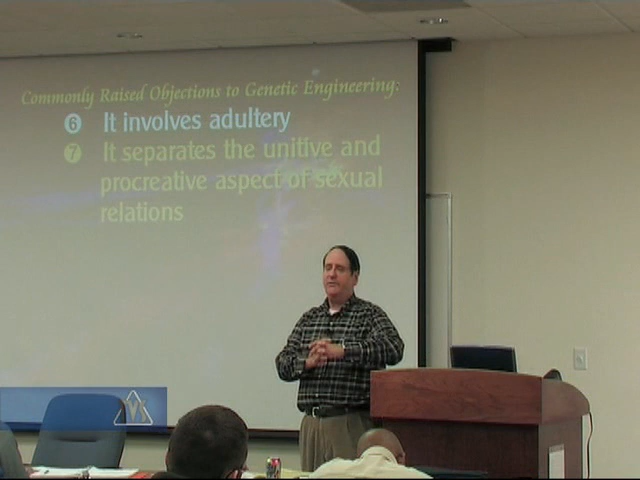 Commonly Raised Objections to Genetic Engineering:
6 It involves adultery
7 It separates the unitive and
procreative aspect of sexual
relations